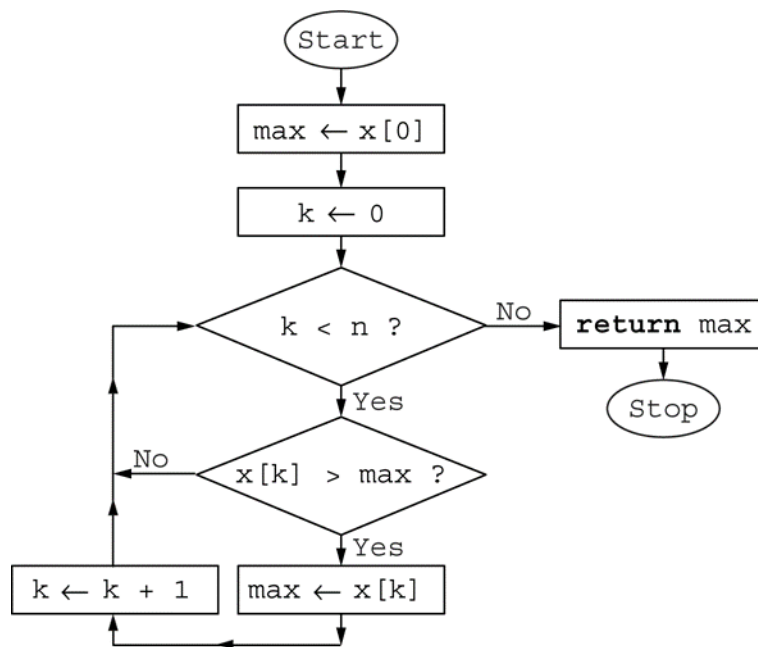 Start
max ← x[0]
k ← 0
k < n ?
No
return max
Yes
Stop
No
x[k] > max ?
Yes
k ← k + 1
max ← x[k]